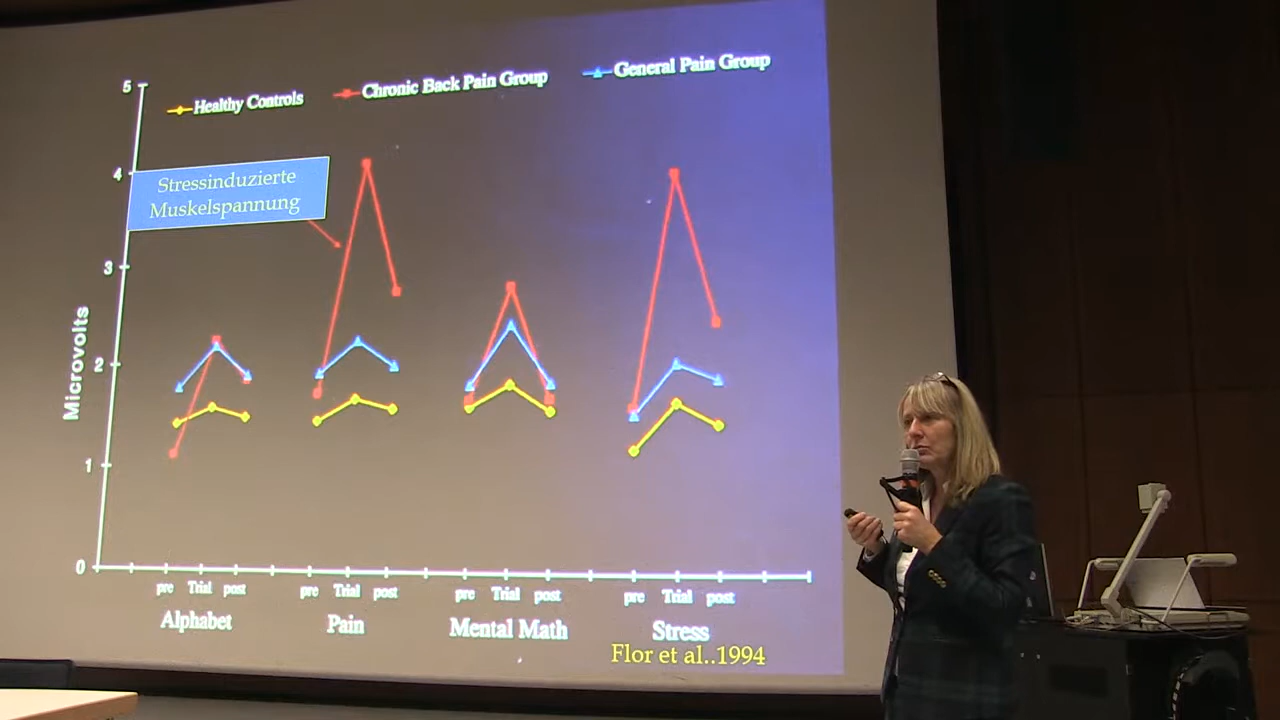 5
Healthy Controls
Chronic Back Pain Group
General Pain Group
4
Stressinduzierte
Muskelspannung
3
Microvolts
2
1
0
pre Trial post
pre Trial post
pre Trial post
pre Trial post
Alphabet
Pain
Mental Math
Stress
Flor et al..1994